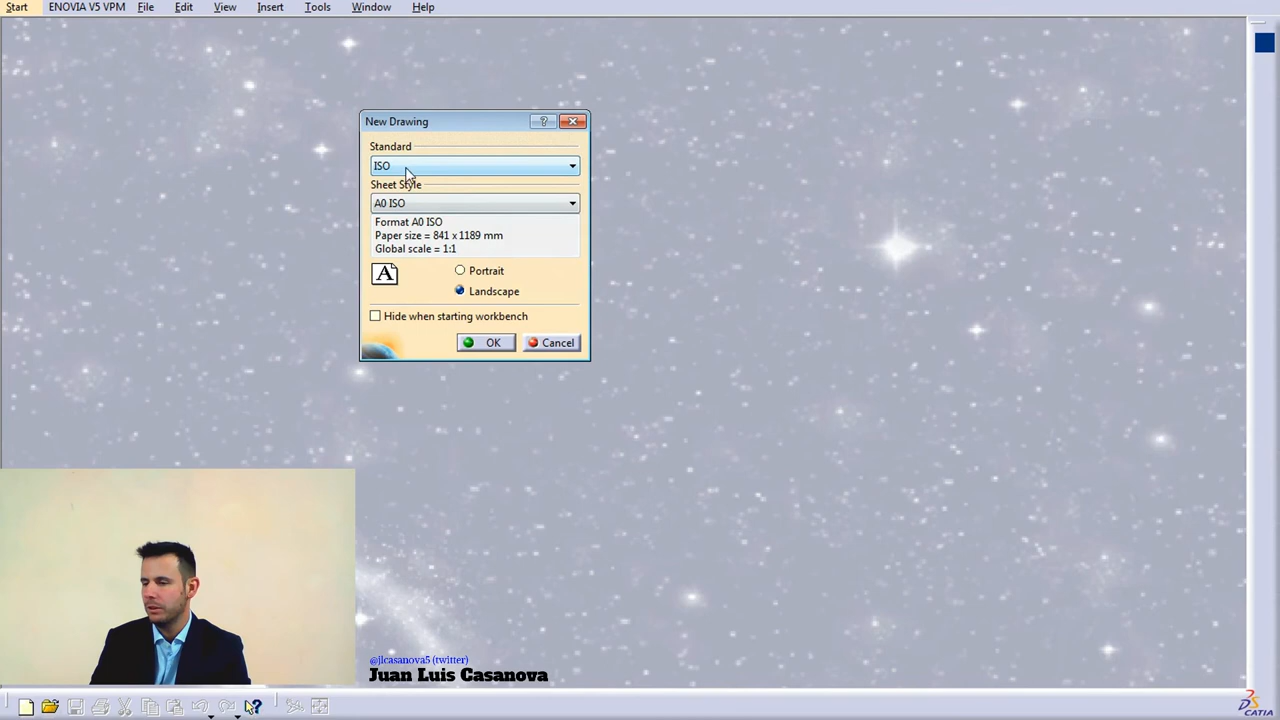 Start ENOVIA V5 VPM File Edit View Insert Tools Window Help
New Drawing
Standard
ISO
Sheet Style
A0 ISO
Format A0 ISO
Paper size = 841 x 1189 mm
Global scale = 1:1
A
Portrait
Landscape
Hide when starting workbench
OK Cancel
@jlcasanova5 (twitter)
Juan Luis Casanova
CATIA